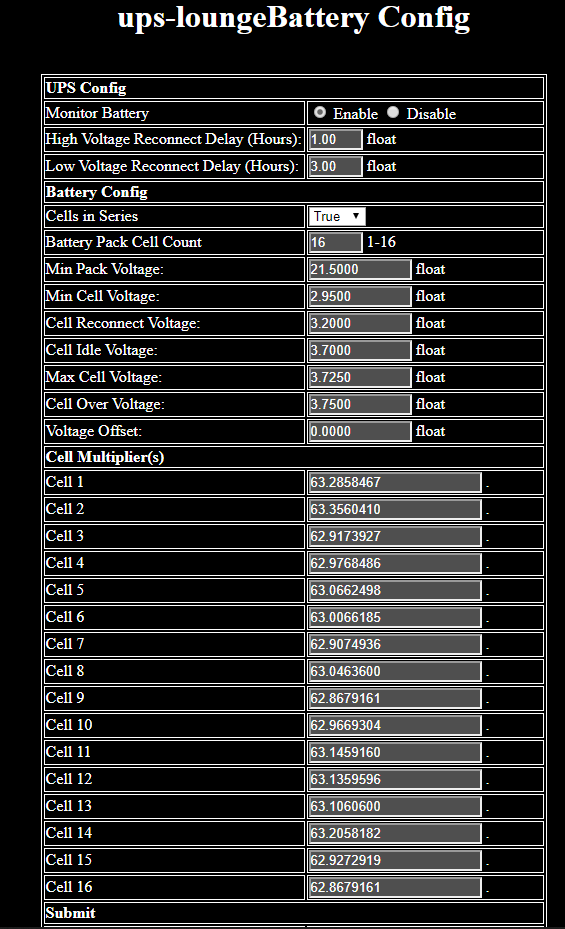 ups-loungeBattery Config
UPS Config
Monitor Battery Enable Disable
High Voltage Reconnect Delay (Hours): 1.00 float
Low Voltage Reconnect Delay (Hours): 3.00 float
Battery Config
Cells in Series True
Battery Pack Cell Count 16 1-16
Min Pack Voltage: 21.5000 float
Min Cell Voltage: 2.9500 float
Cell Reconnect Voltage: 3.2000 float
Cell Idle Voltage: 3.7000 float
Max Cell Voltage: 3.7250 float
Cell Over Voltage: 3.7500 float
Voltage Offset: 0.0000 float
Cell Multiplier(s)
Cell 1 63.2858467 .
Cell 2 63.3560410 .
Cell 3 62.9173927 .
Cell 4 62.9768486 .
Cell 5 63.0662498 .
Cell 6 63.0066185 .
Cell 7 62.9074936 .
Cell 8 63.0463600 .
Cell 9 62.8679161 .
Cell 10 62.9669304 .
Cell 11 63.1459160 .
Cell 12 63.1359596 .
Cell 13 63.1060600 .
Cell 14 63.2058182 .
Cell 15 62.9272919 .
Cell 16 62.8679161 .
Submit